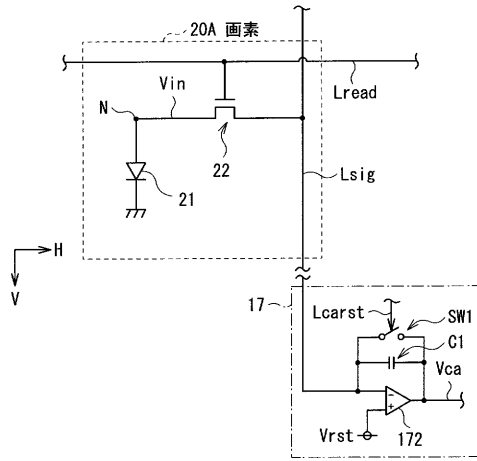 20A 画素
Lread
Vin
N
22
21
Lsig
H
V
17
Lcarst
SW1
C1
Vca
-
+
Vrst
172